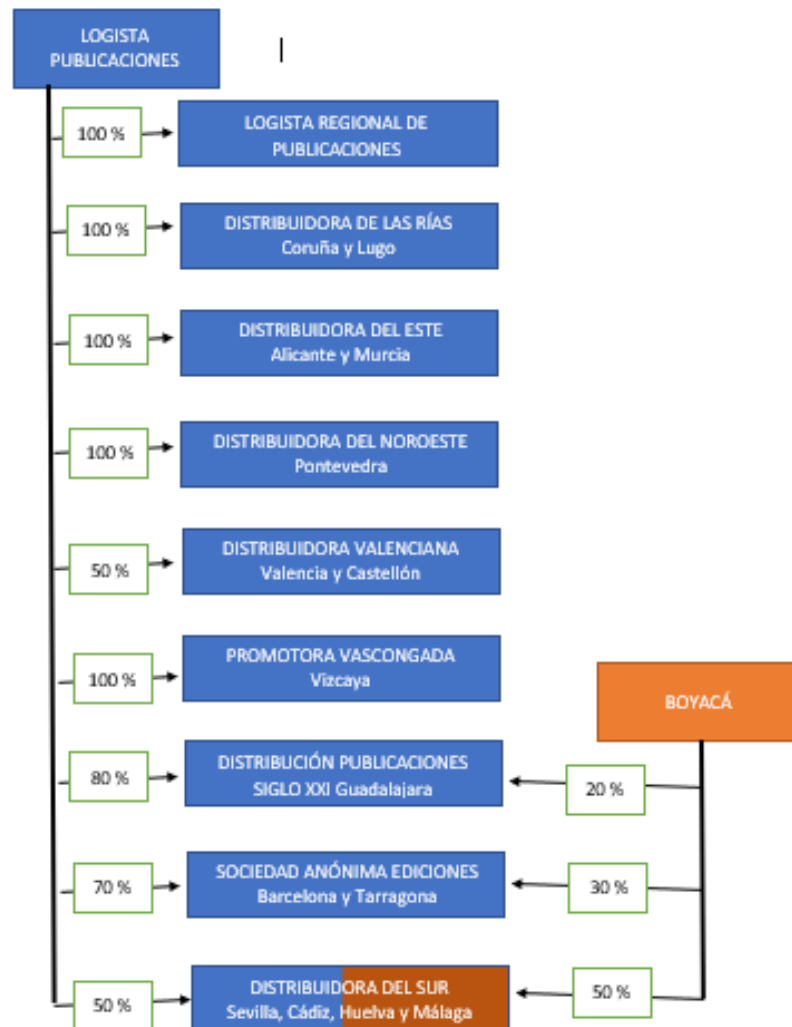 LOGISTA
PUBLICACIONES
100 %
LOGISTA REGIONAL DE
PUBLICACIONES
100 %
DISTRIBUIDORA DE LAS RÍAS
Coruña y Lugo
100 %
DISTRIBUIDORA DEL ESTE
Alicante y Murcia
100 %
DISTRIBUIDORA DEL NOROESTE
Pontevedra
50 %
DISTRIBUIDORA VALENCIANA
Valencia y Castellón
100 %
PROMOTORA VASCONGADA
Vizcaya
BOYACÁ
80 %
DISTRIBUCIÓN PUBLICACIONES
SIGLO XXI Guadalajara
20 %
70 %
SOCIEDAD ANÓNIMA EDICIONES
Barcelona y Tarragona
30 %
50 %
DISTRIBUIDORA DEL SUR
Sevilla, Cádiz, Huelva y Málaga
50 %